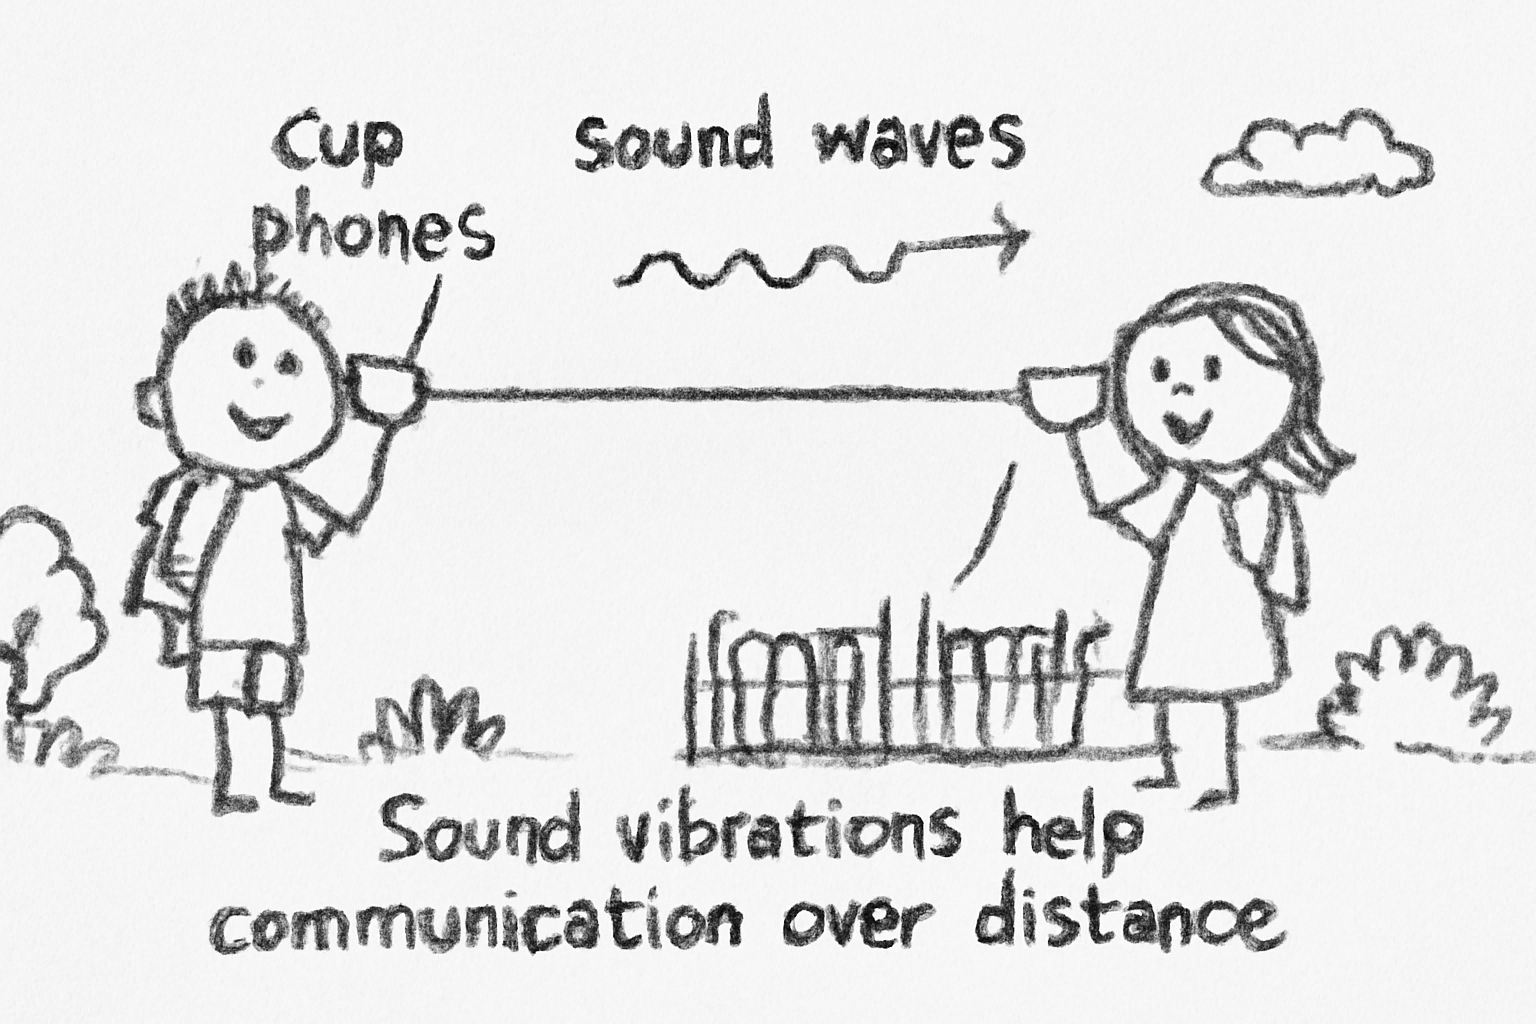 Cup
phones
sound waves
Sound vibrations help
communication over distance